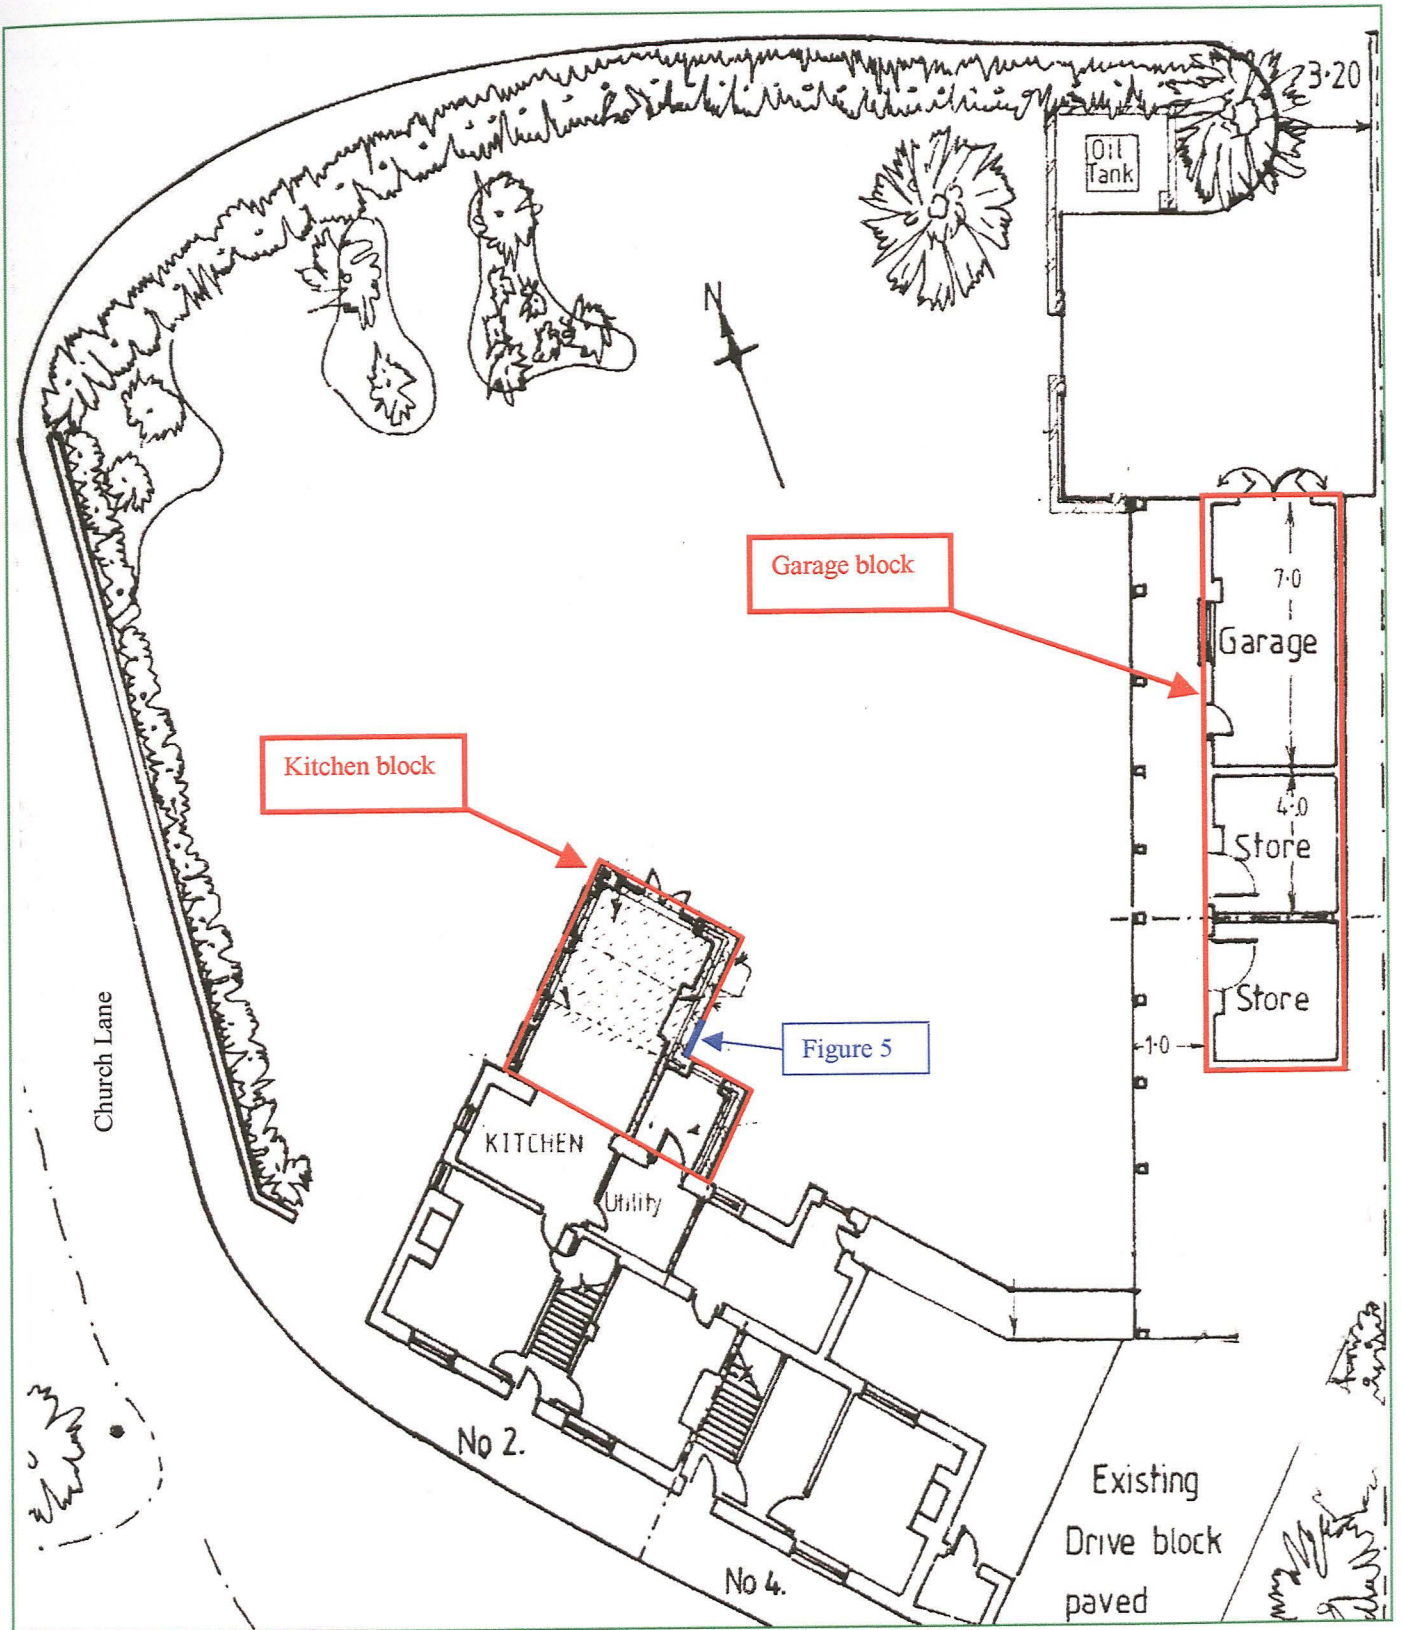 3·20
Oil
Tank
N
Garage block
7·0
Garage
Kitchen block
4·0
Store
Store
Church Lane
Figure 5
1·0
KITCHEN
Utility
No 2.
No 4.
Existing
Drive block
paved